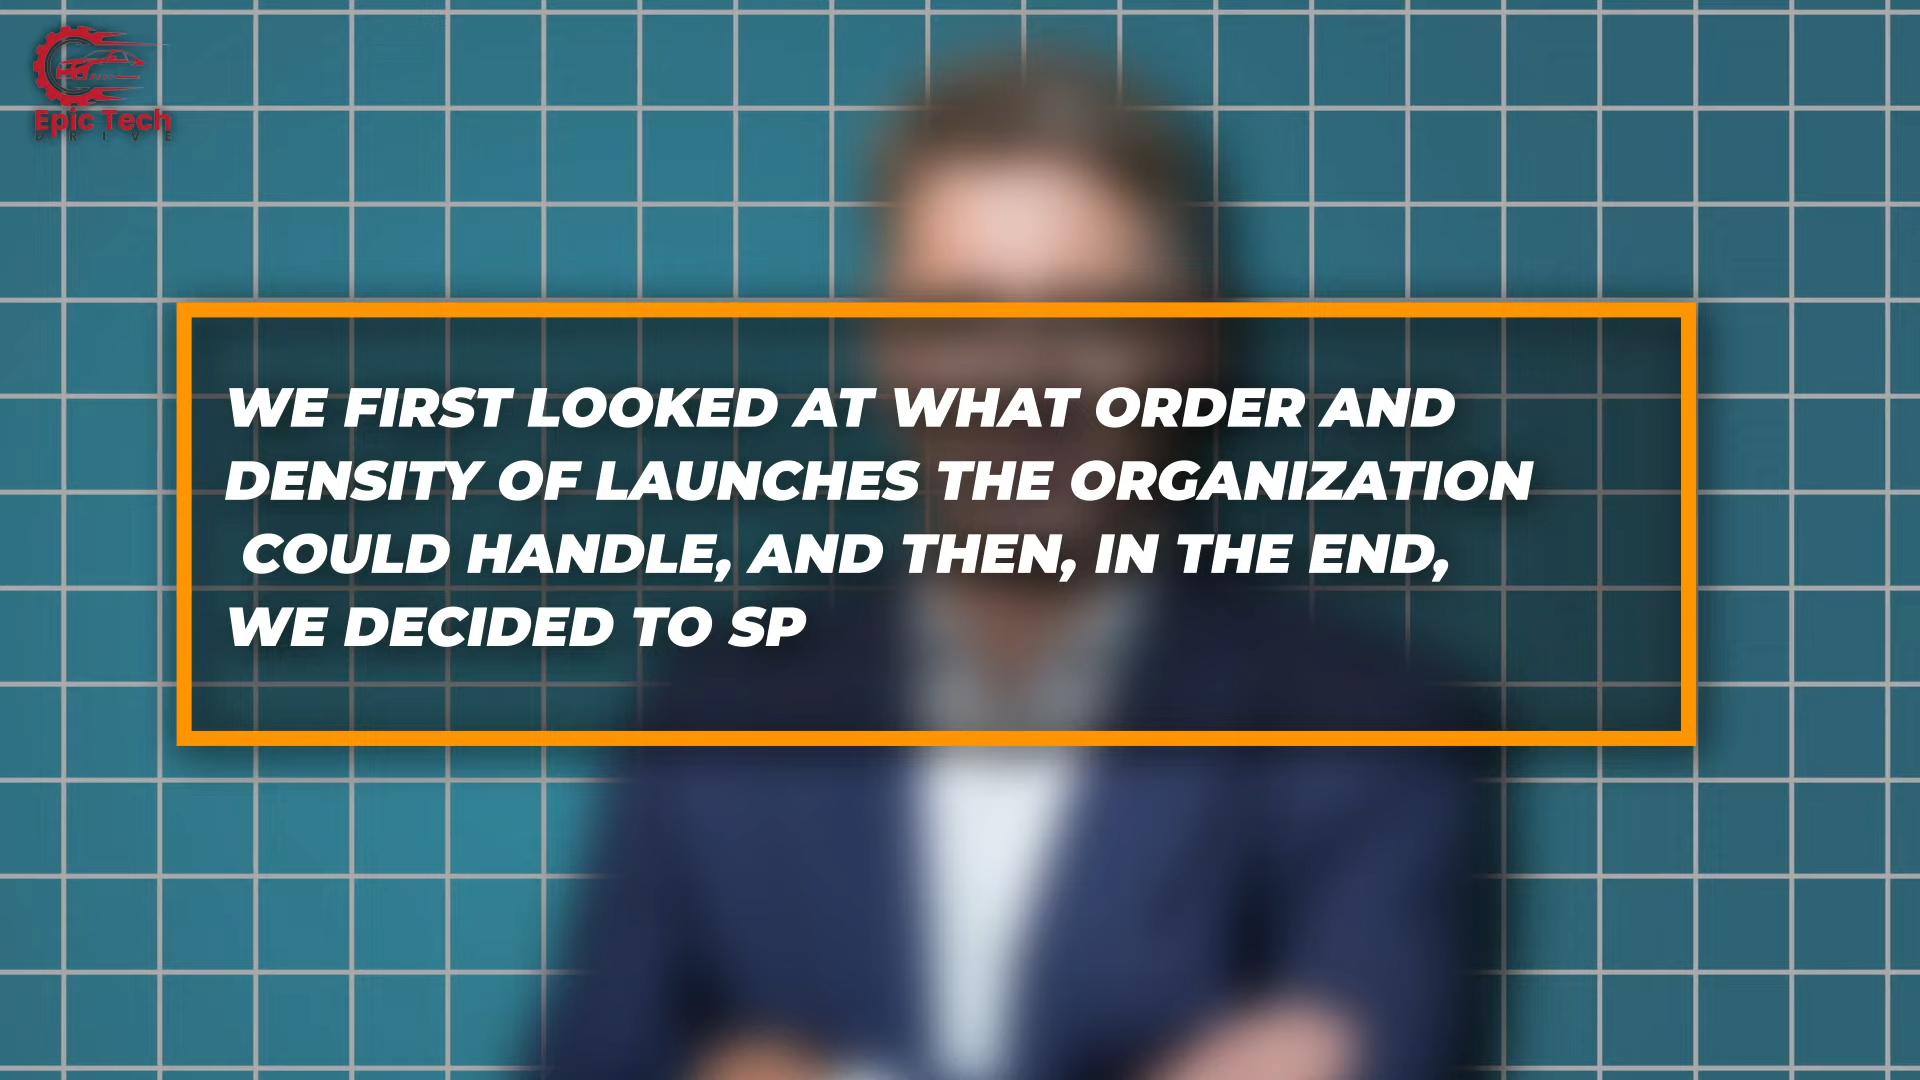 Epic Tech
DRIVE
WE FIRST LOOKED AT WHAT ORDER AND
DENSITY OF LAUNCHES THE ORGANIZATION
COULD HANDLE, AND THEN, IN THE END,
WE DECIDED TO SP